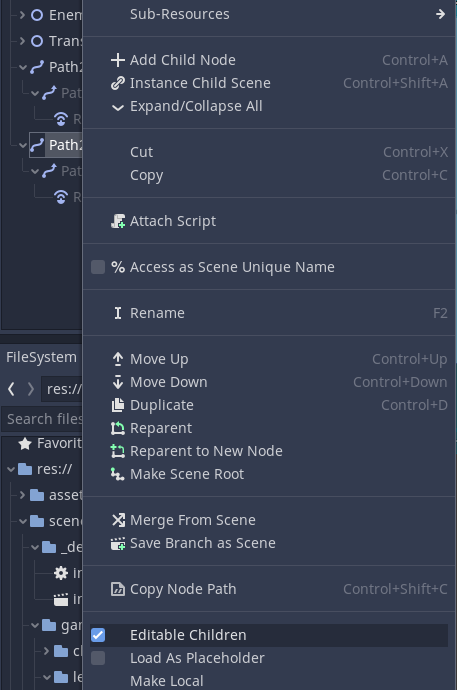 Sub-Resources
Enem
Trans
Add Child Node Control+A
Path2
Instance Child Scene Control+Shift+A
Pat
Expand/Collapse All
R
Path2
Cut Control+X
Pat
Copy Control+C
R
Attach Script
Access as Scene Unique Name
Rename F2
FileSystem
Move Up Control+Up
res://
Move Down Control+Down
Search files
Duplicate Control+D
Favorit
Reparent
Reparent to New Node
res://
Make Scene Root
asset
scene
Merge From Scene
_de
Save Branch as Scene
in
Copy Node Path Control+Shift+C
in
gam
Editable Children
Load As Placeholder
le
Make Local